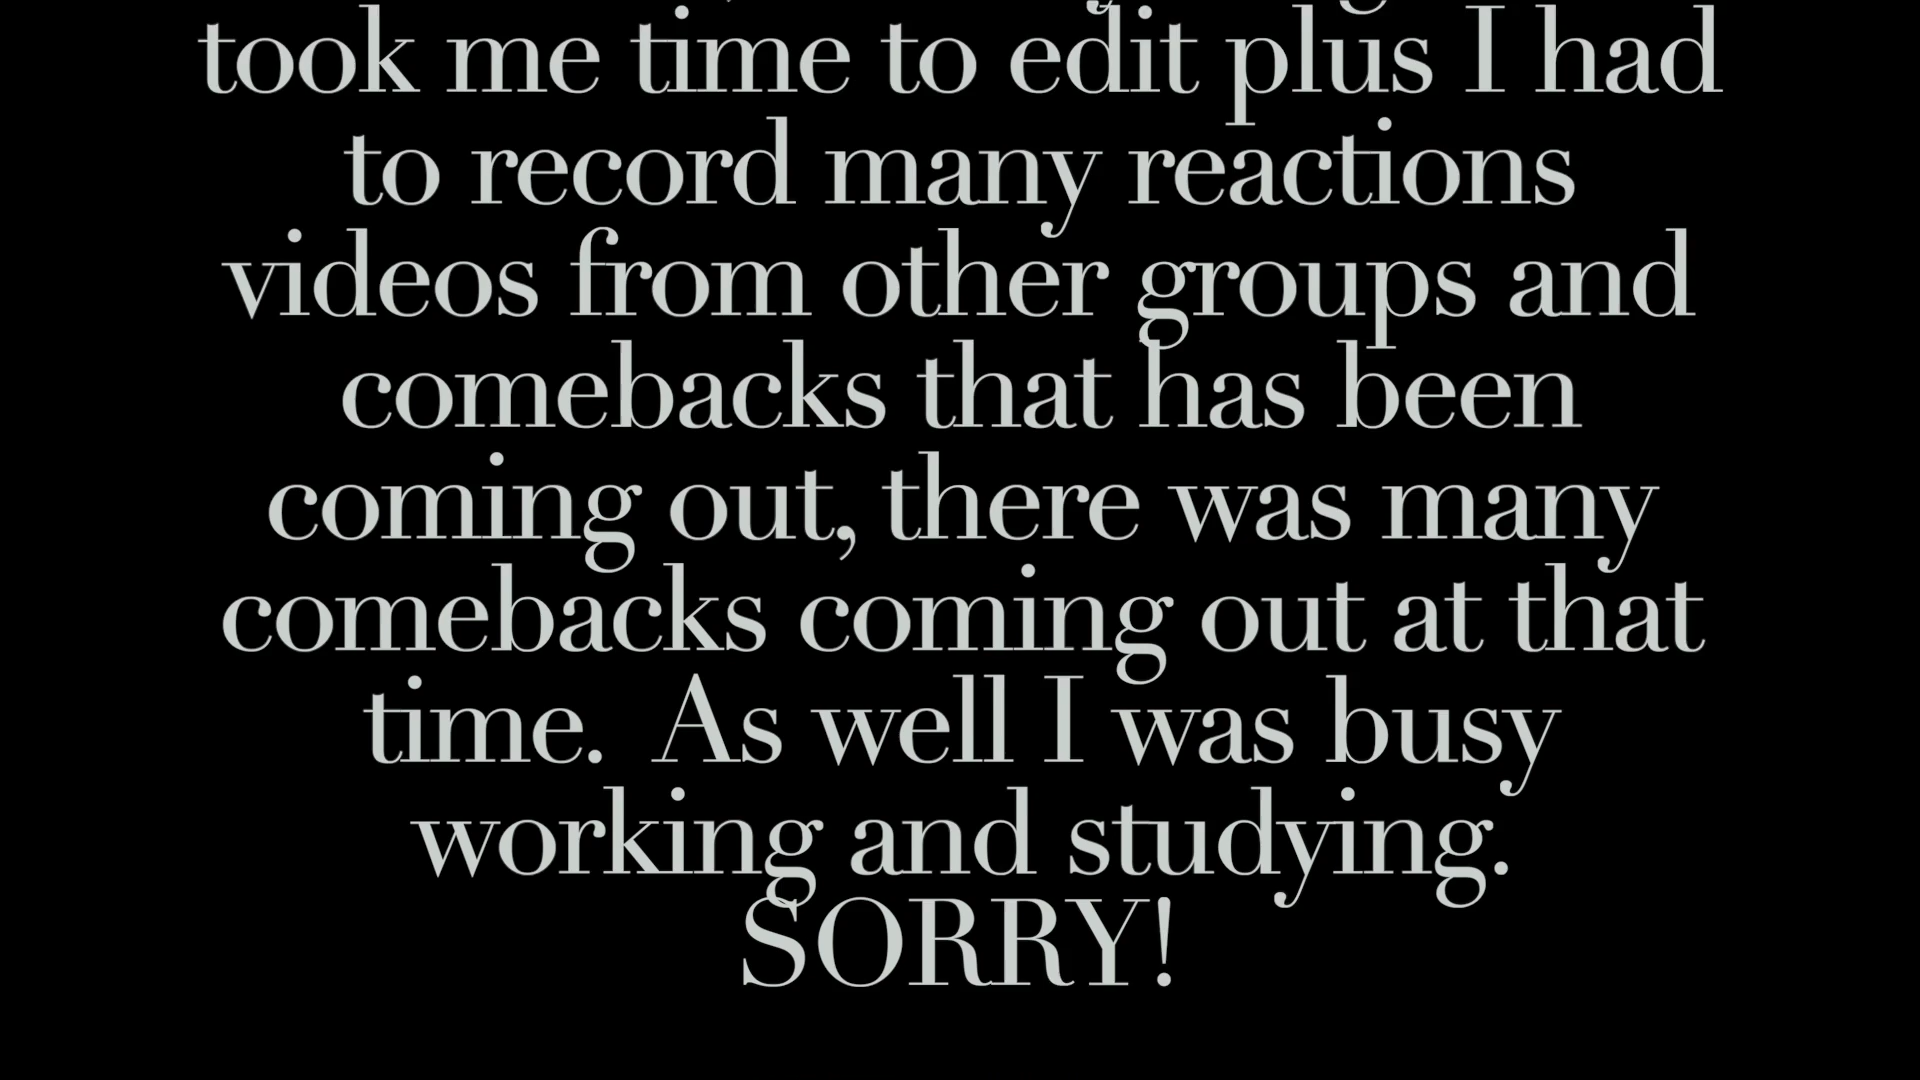 took me time to edit plus I had
to record many reactions
videos from other groups and
comebacks that has been
coming out, there was many
comebacks coming out at that
time.  As well I was busy
working and studying.
SORRY!